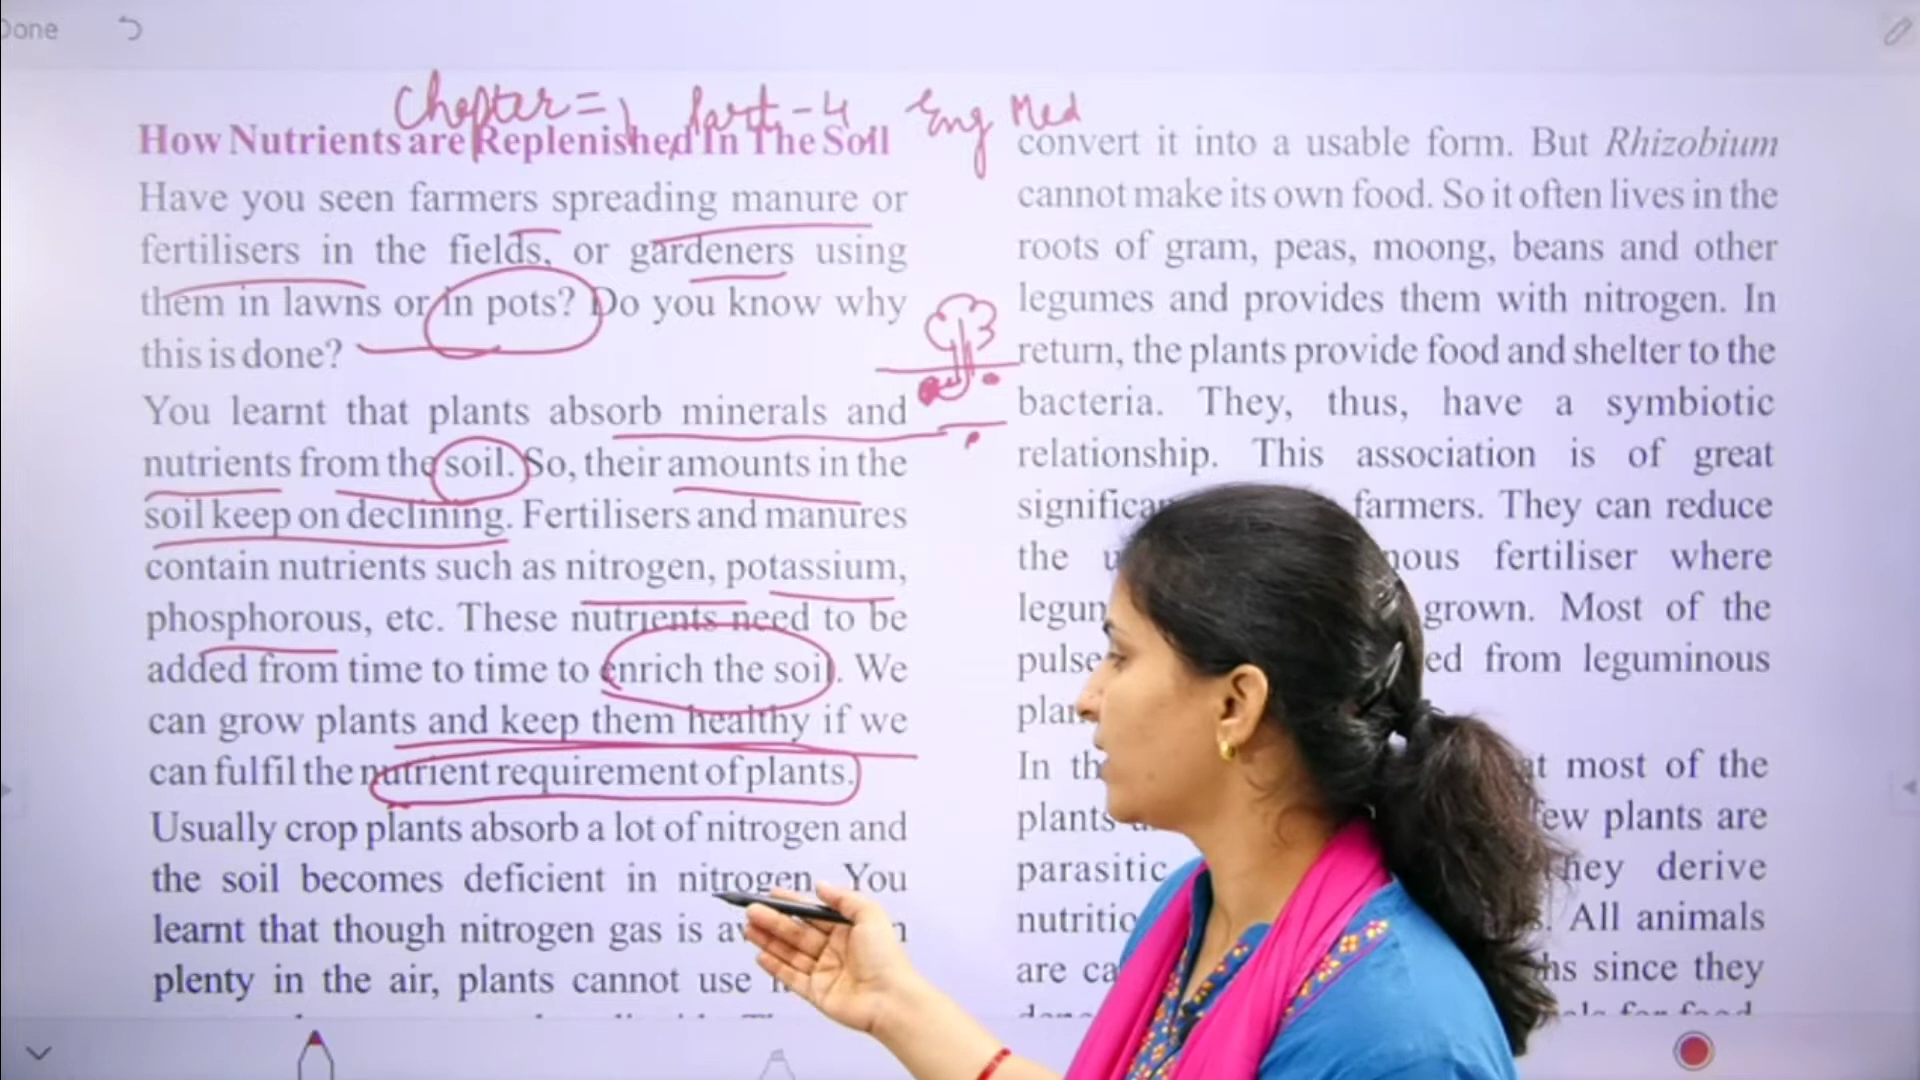 Done
Chapter = 1 Part - 4 Eng Med
How Nutrients are Replenished In The Soil
Have you seen farmers spreading manure or
fertilisers in the fields, or gardeners using
them in lawns or in pots? Do you know why
this is done?
You learnt that plants absorb minerals and
nutrients from the soil. So, their amounts in the
soil keep on declining. Fertilisers and manures
contain nutrients such as nitrogen, potassium,
phosphorous, etc. These nutrients need to be
added from time to time to enrich the soil. We
can grow plants and keep them healthy if we
can fulfil the nutrient requirement of plants.
Usually crop plants absorb a lot of nitrogen and
the soil becomes deficient in nitrogen. You
learnt that though nitrogen gas is
plenty in the air, plants cannot use
convert it into a usable form. But Rhizobium
cannot make its own food. So it often lives in the
roots of gram, peas, moong, beans and other
legumes and provides them with nitrogen. In
return, the plants provide food and shelter to the
bacteria. They, thus, have a symbiotic
relationship. This association is of great
farmers. They can reduce
the fertiliser where
grown. Most of the
from leguminous
In most of the
plants plants are
parasitic derive
All animals
are since they
for food